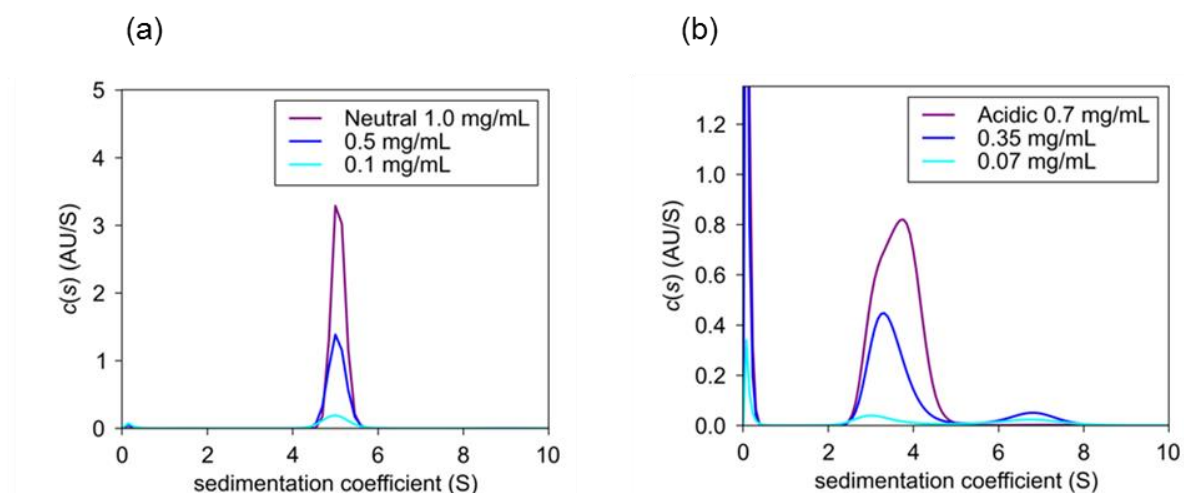 (a)
5
4
3
2
1
0
c(s) (AU/S)
Neutral 1.0 mg/mL
0.5 mg/mL
0.1 mg/mL
0 2 4 6 8 10
sedimentation coefficient (S)
(b)
1.2
1.0
0.8
0.6
0.4
0.2
0.0
c(s) (AU/S)
Acidic 0.7 mg/mL
0.35 mg/mL
0.07 mg/mL
0 2 4 6 8 10
sedimentation coefficient (S)